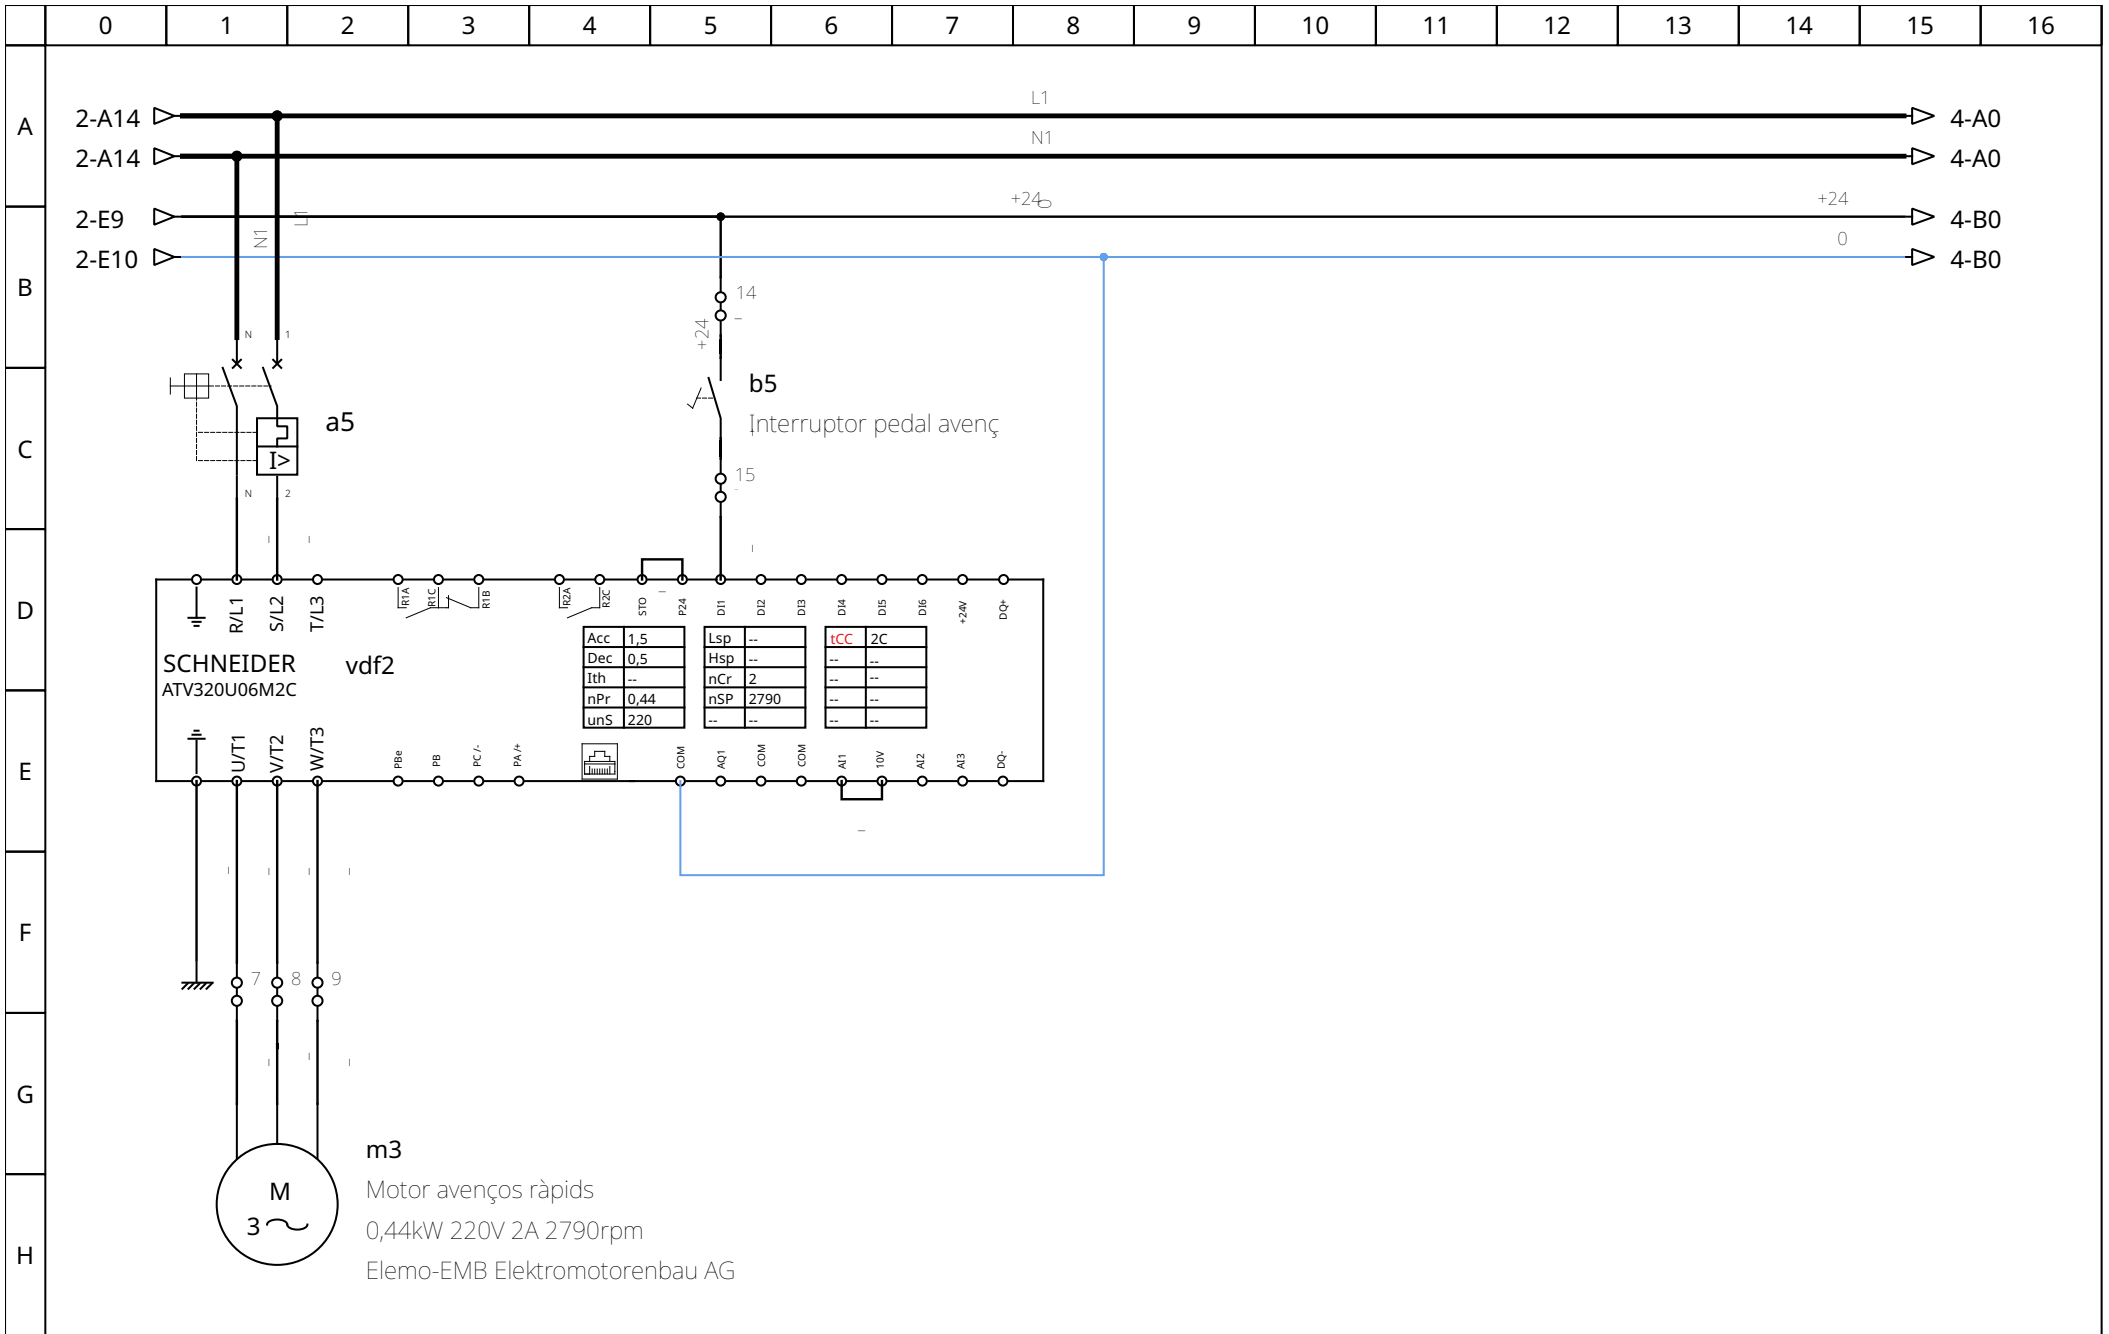 0 1 2 3 4 5 6 7 8 9 10 11 12 13 14 15 16
A
L1
2-A14 4-A0
N1
2-A14 4-A0
+24 0 +24
2-E9 4-B0
N1 L1
0
2-E10 4-B0
B
14
+24
N 1
b5
Interruptor pedal avenç
a5
C
I>
15
N 2
D
R/L1 S/L2 T/L3 R1A R1C R1B R2A R2C STO P24 DI1 DI2 DI3 DI4 DI5 DI6 +24V DQ+
Acc 1,5 Lsp -- tCC 2C
Dec 0,5 Hsp -- -- --
Ith -- nCr 2 -- --
nPr 0,44 nSP 2790 -- --
unS 220 -- -- -- --
SCHNEIDER vdf2
ATV320U06M2C
E
U/T1 V/T2 W/T3 PBe PB PC /- PA /+ COM AQ1 COM COM AI1 10V AI2 AI3 DQ-
F
7 8 9
G
m3
M
3
Motor avenços ràpids
0,44kW 220V 2A 2790rpm
H
Elemo-EMB Elektromotorenbau AG